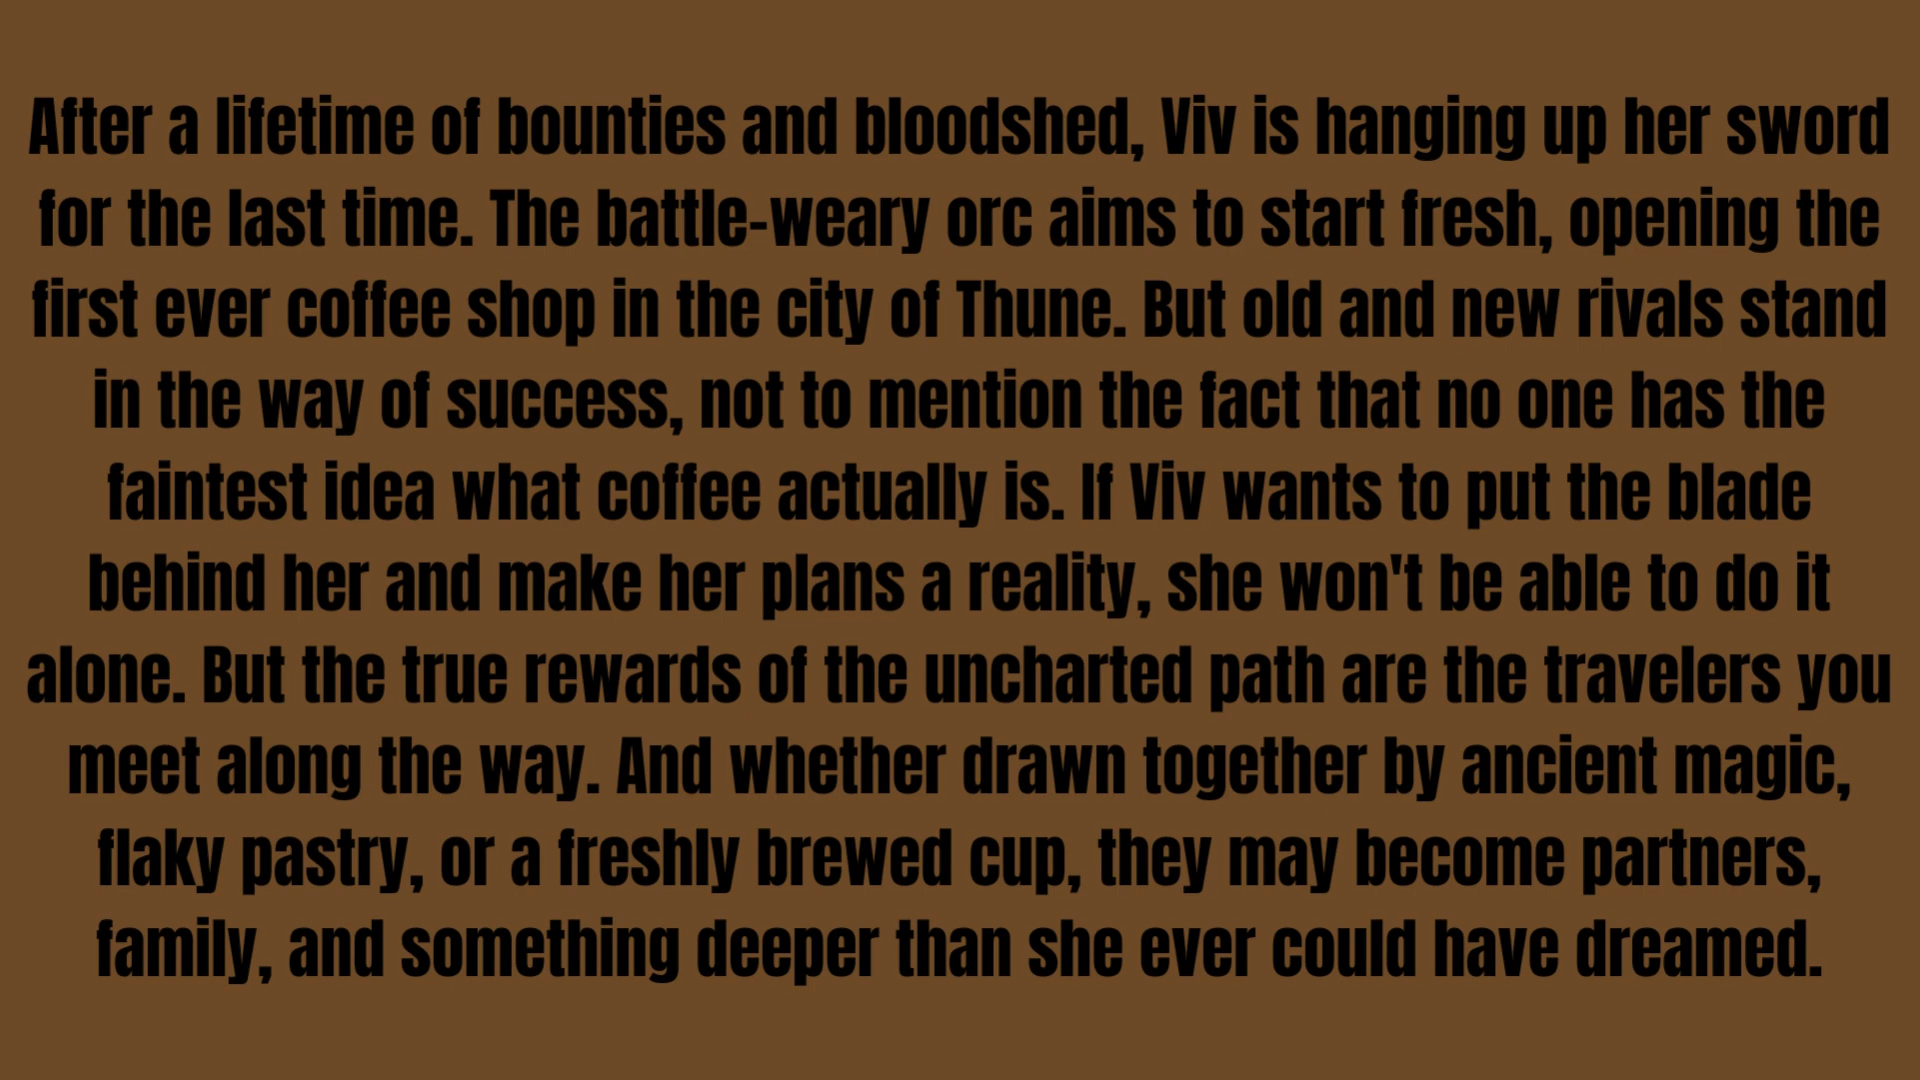 After a lifetime of bounties and bloodshed, Viv is hanging up her sword
for the last time. The battle-weary orc aims to start fresh, opening the
first ever coffee shop in the city of Thune. But old and new rivals stand
in the way of success, not to mention the fact that no one has the
faintest idea what coffee actually is. If Viv wants to put the blade
behind her and make her plans a reality, she won't be able to do it
alone. But the true rewards of the uncharted path are the travelers you
meet along the way. And whether drawn together by ancient magic,
flaky pastry, or a freshly brewed cup, they may become partners,
family, and something deeper than she ever could have dreamed.